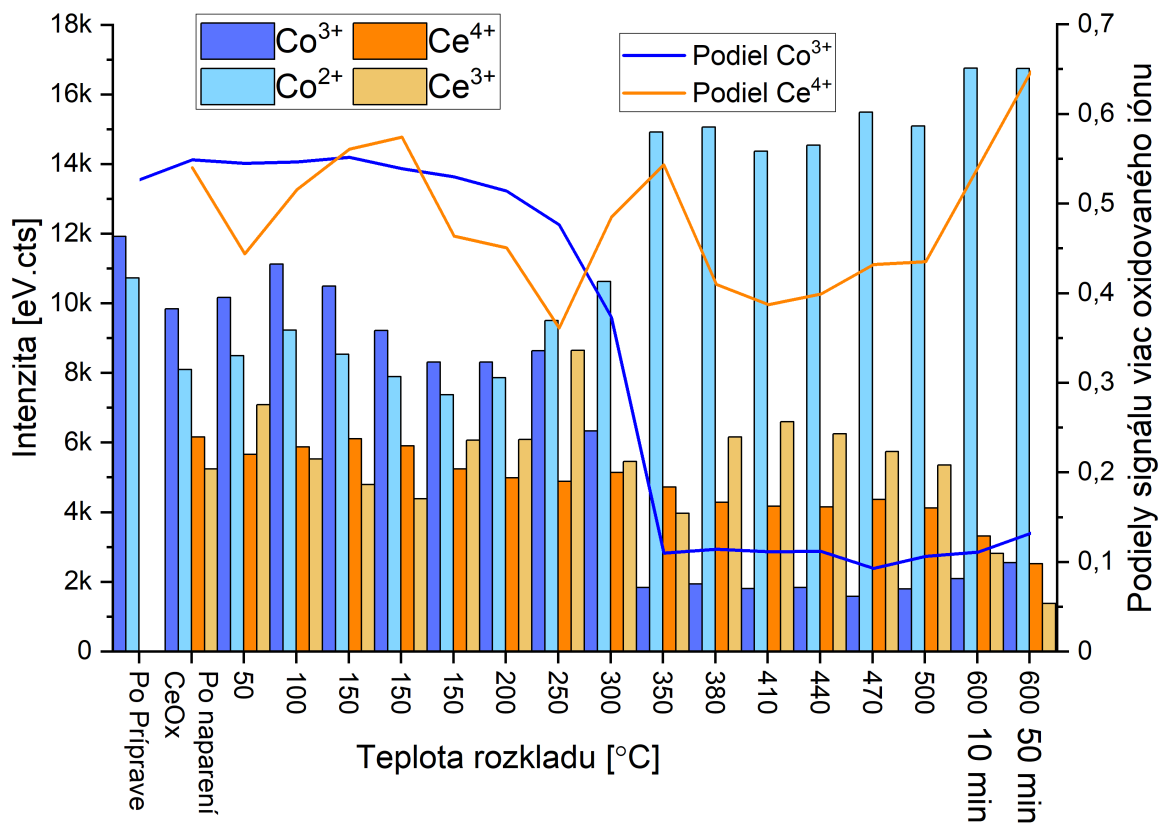 Co³⁺ Ce⁴⁺
Co²⁺ Ce³⁺
Podiel Co³⁺
Podiel Ce⁴⁺
Intenzita [eV.cts]
18k
16k
14k
12k
10k
8k
6k
4k
2k
0
Podiely signálu viac oxidovaného iónu
0,7
0,6
0,5
0,4
0,3
0,2
0,1
0
Po Príprave
Po naparení
CeOx
50
100
150
150
150
200
250
300
350
380
410
440
470
500
600
10 min
600
50 min
Teplota rozkladu [°C]